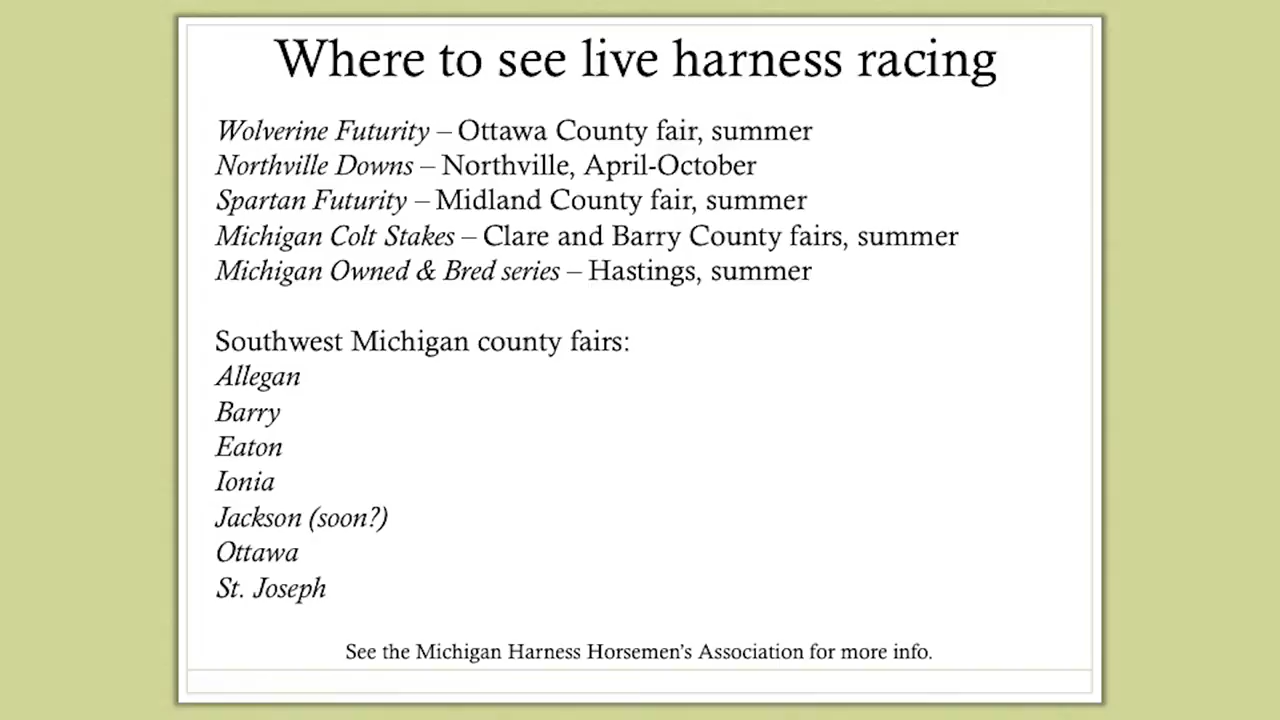 Where to see live harness racing
Wolverine Futurity – Ottawa County fair, summer
Northville Downs – Northville, April-October
Spartan Futurity – Midland County fair, summer
Michigan Colt Stakes – Clare and Barry County fairs, summer
Michigan Owned & Bred series – Hastings, summer
Southwest Michigan county fairs:
Allegan
Barry
Eaton
Ionia
Jackson (soon?)
Ottawa
St. Joseph
See the Michigan Harness Horsemen's Association for more info.